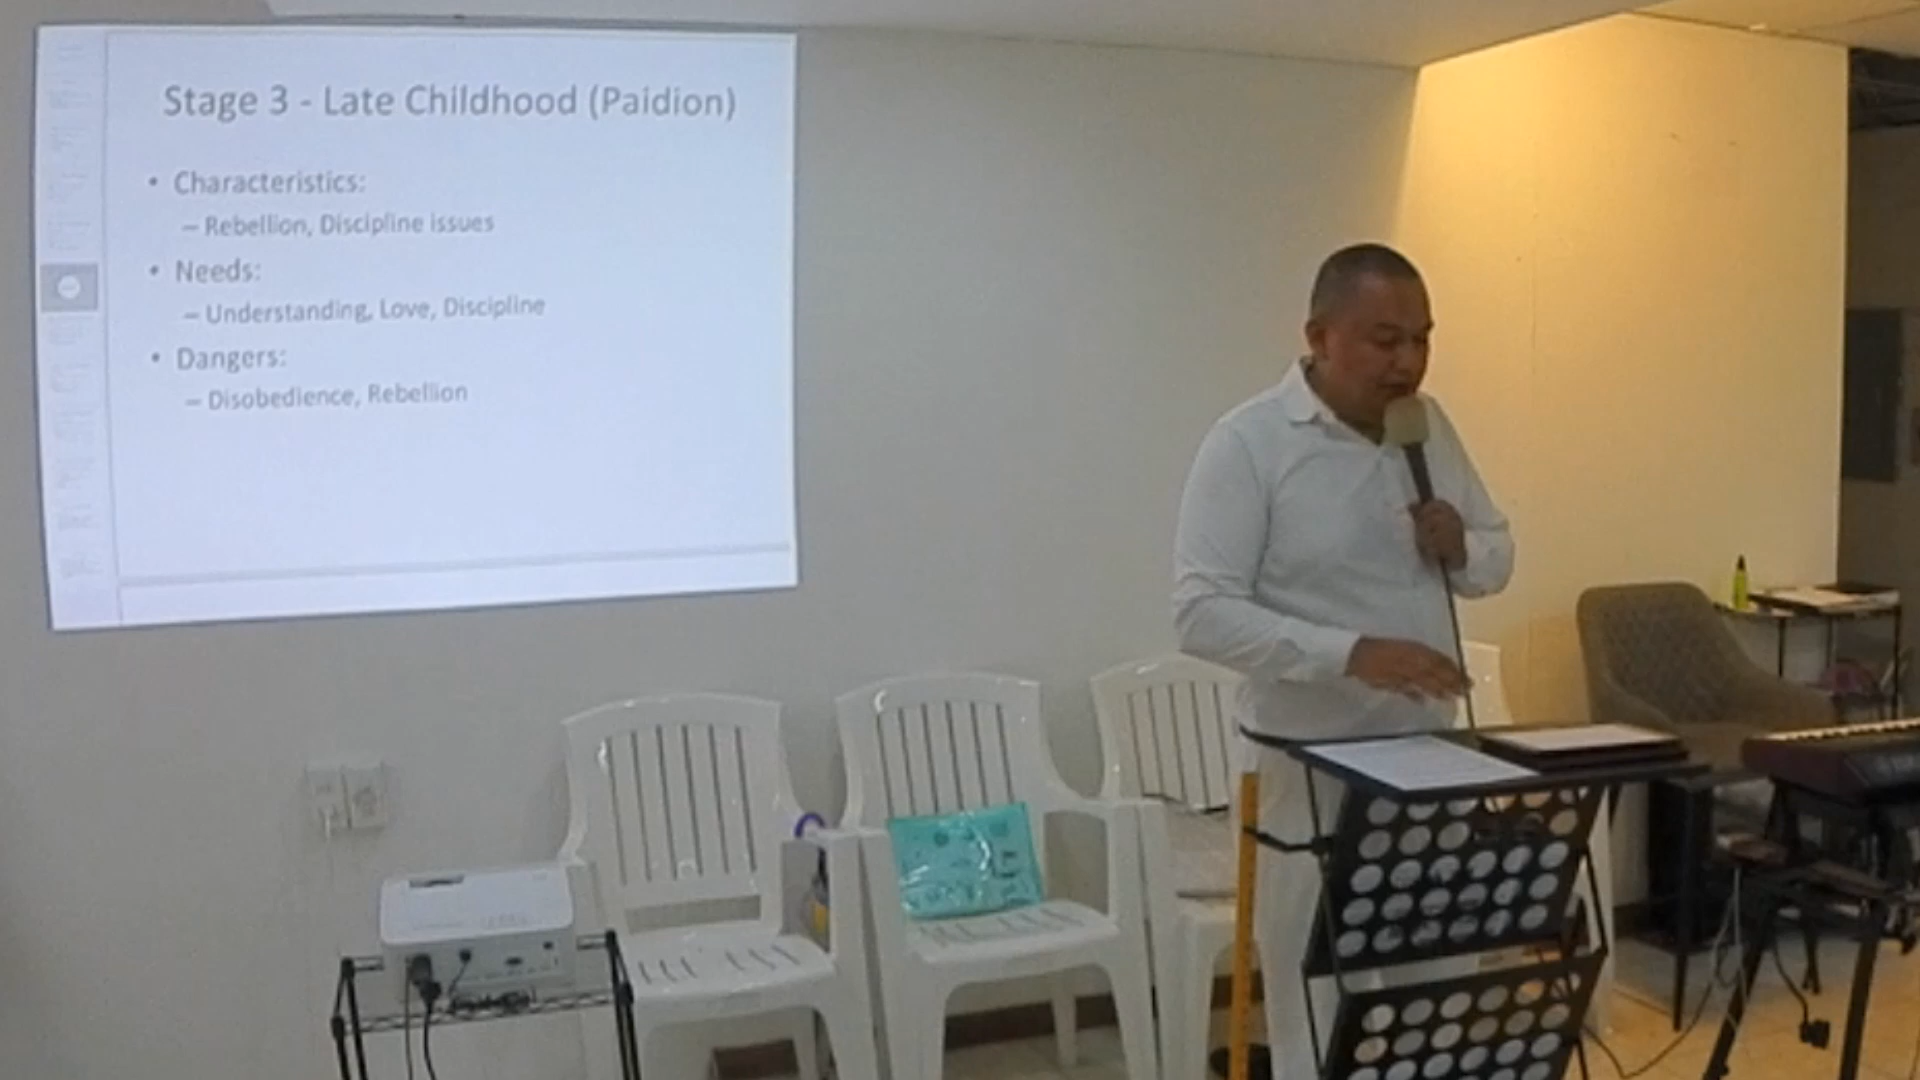 Stage 3 - Late Childhood (Paidion)
• Characteristics:
– Rebellion, Discipline issues
• Needs:
– Understanding, Love, Discipline
• Dangers:
– Disobedience, Rebellion